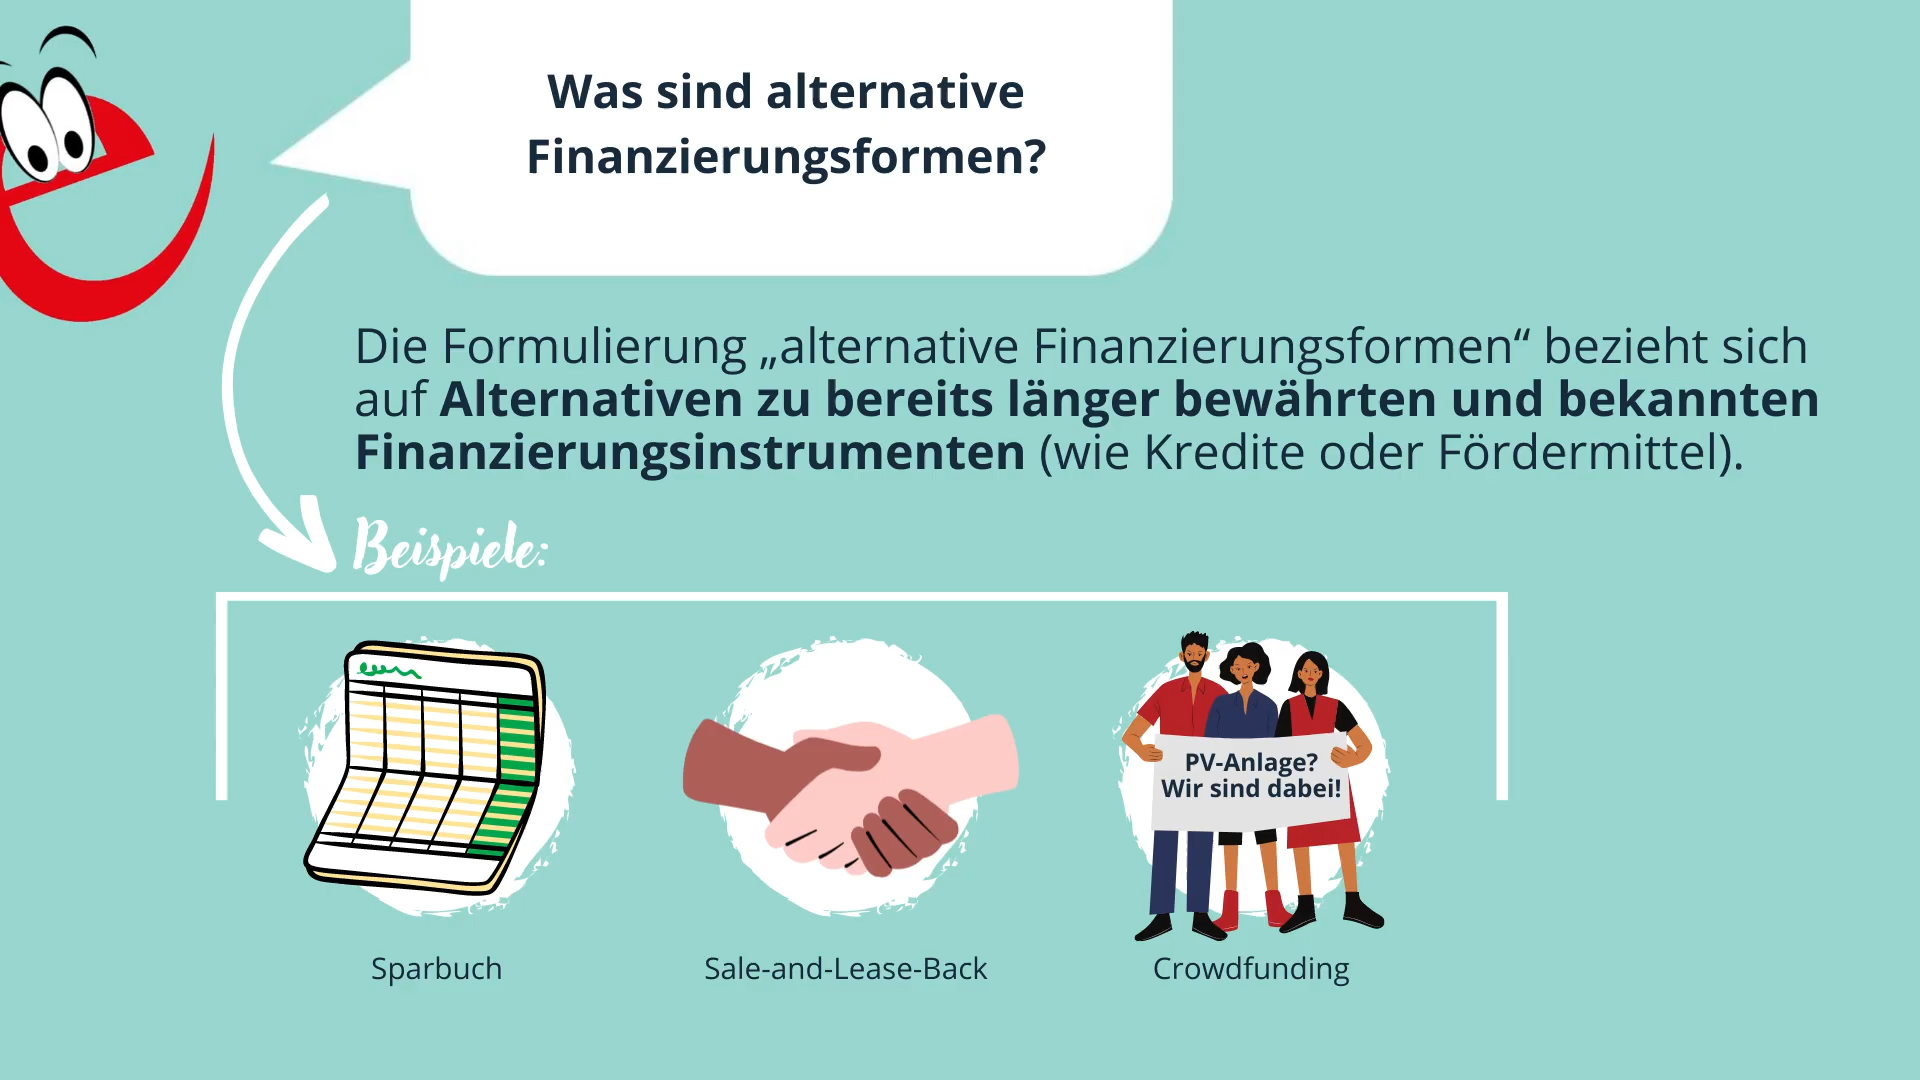 Was sind alternative
Finanzierungsformen?
Die Formulierung „alternative Finanzierungsformen“ bezieht sich
auf Alternativen zu bereits länger bewährten und bekannten
Finanzierungsinstrumenten (wie Kredite oder Fördermittel).
Beispiele:
PV-Anlage?
Wir sind dabei!
Sparbuch
Sale-and-Lease-Back
Crowdfunding